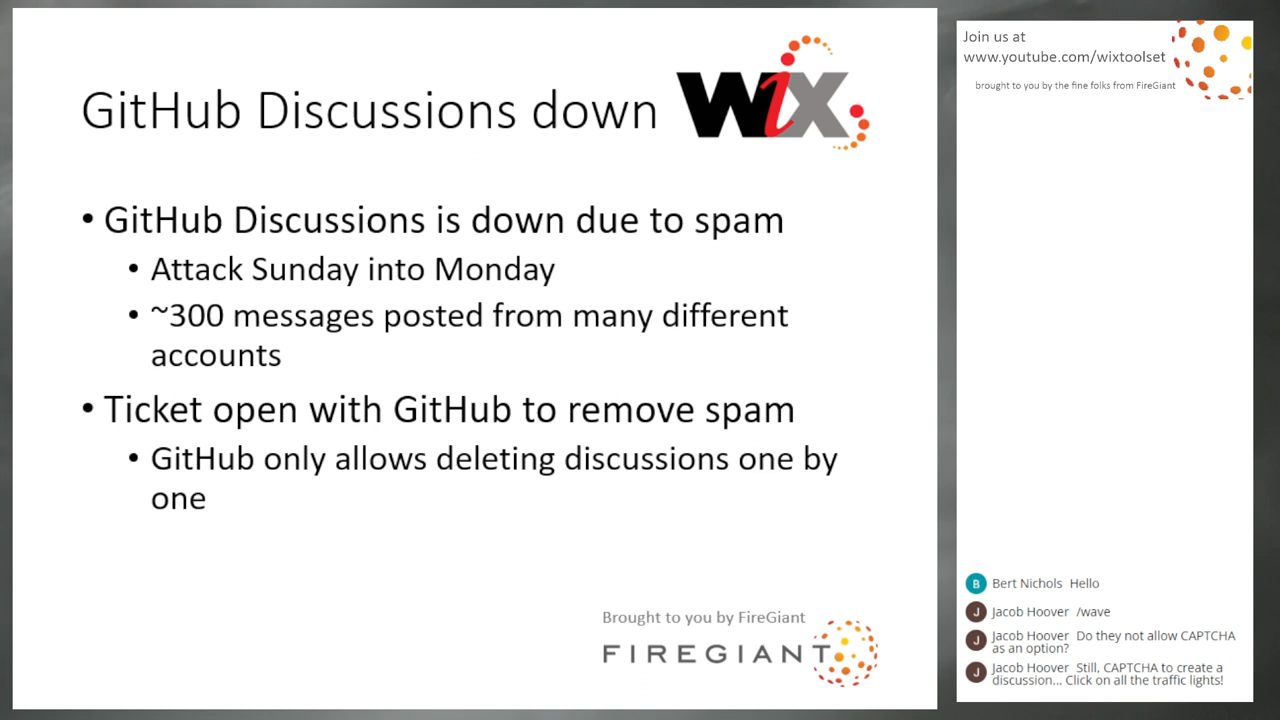 GitHub Discussions down
WiX
• GitHub Discussions is down due to spam
• Attack Sunday into Monday
• ~300 messages posted from many different
accounts
• Ticket open with GitHub to remove spam
• GitHub only allows deleting discussions one by
one
Brought to you by FireGiant
FIREGIANT
Join us at
www.youtube.com/wixtoolset
brought to you by the fine folks from FireGiant
B Bert Nichols Hello
J Jacob Hoover /wave
J Jacob Hoover Do they not allow CAPTCHA
as an option?
J Jacob Hoover Still, CAPTCHA to create a
discussion... Click on all the traffic lights!